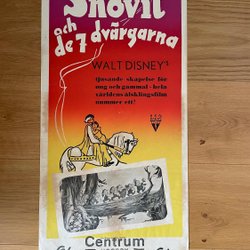 Snövit
och
de 7 dvärgarna
WALT DISNEY's
tjusande skapelse för
ung och gammal - hela
världens älsklingsfilm
nummer ett!
Centrum